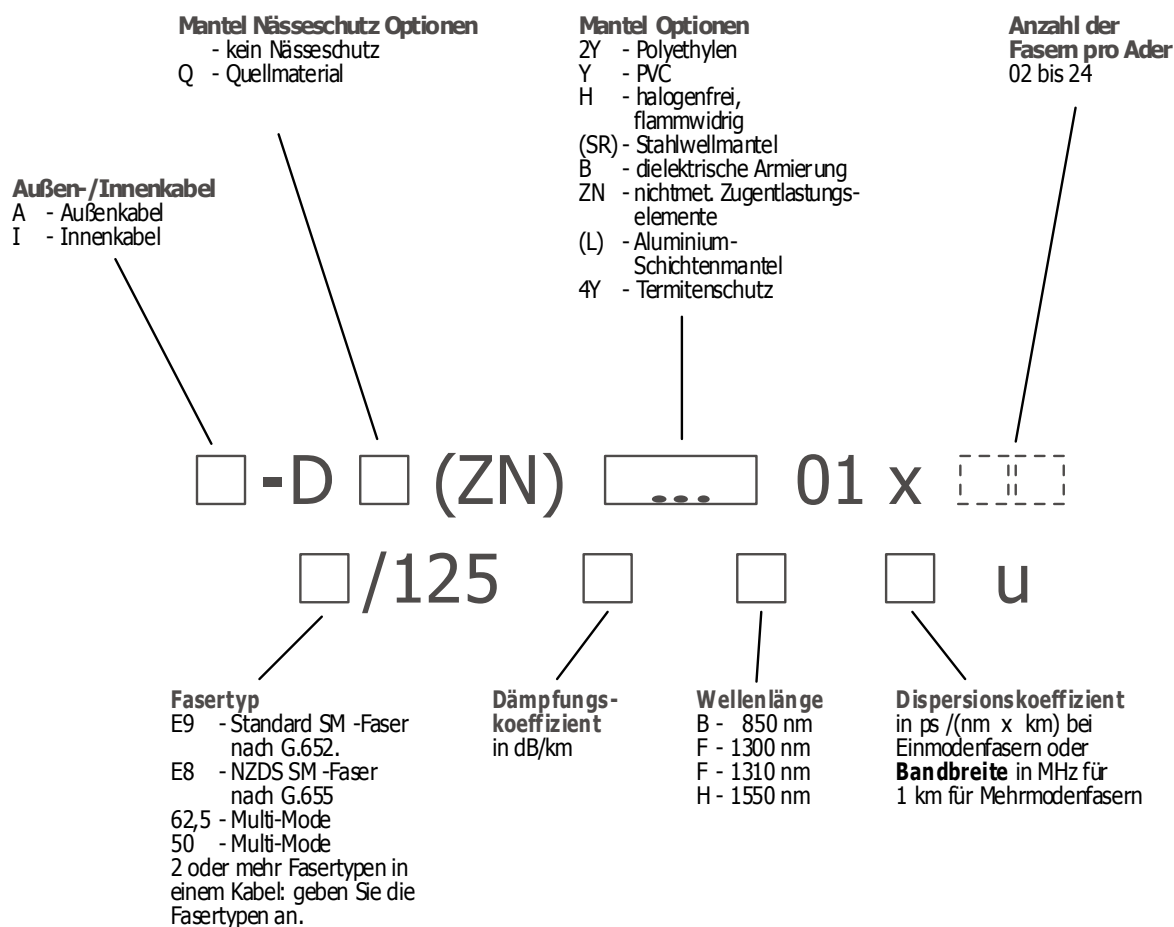 Mantel Nässeschutz Optionen
- kein Nässeschutz
Q - Quellmaterial
Mantel Optionen
2Y - Polyethylen
Y - PVC
H - halogenfrei,
flammwidrig
(SR) - Stahlwellmantel
B - dielektrische Armierung
ZN - nichtmet. Zugentlastungs-
elemente
(L) - Aluminium-
Schichtenmantel
4Y - Termitenschutz
Anzahl der
Fasern pro Ader
02 bis 24
Außen-/Innenkabel
A - Außenkabel
I - Innenkabel
-D (ZN) ... 01 x
/125 u
Fasertyp
E9 - Standard SM -Faser
nach G.652.
E8 - NZDS SM -Faser
nach G.655
62,5 - Multi-Mode
50 - Multi-Mode
2 oder mehr Fasertypen in
einem Kabel: geben Sie die
Fasertypen an.
Dämpfungs-
koeffizient
in dB/km
Wellenlänge
B - 850 nm
F - 1300 nm
F - 1310 nm
H - 1550 nm
Dispersionskoeffizient
in ps /(nm x km) bei
Einmodenfasern oder
Bandbreite in MHz für
1 km für Mehrmodenfasern